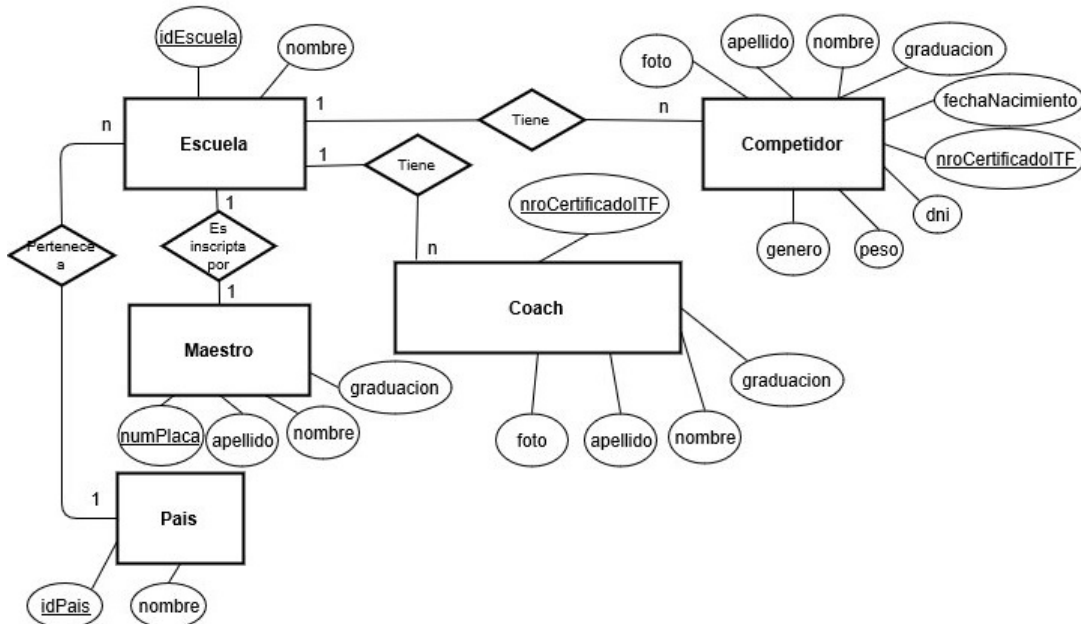 apellido
nombre
graduacion
idEscuela
nombre
foto
fechaNacimiento
1
n
Tiene
n
Escuela
Competidor
1
Tiene
nroCertificadoITF
nroCertificadoITF
1
dni
Pertenece
a
Es
inscripta
por
n
genero
peso
1
Coach
Maestro
graduacion
graduacion
numPlaca
apellido
nombre
foto
apellido
nombre
1
Pais
idPais
nombre